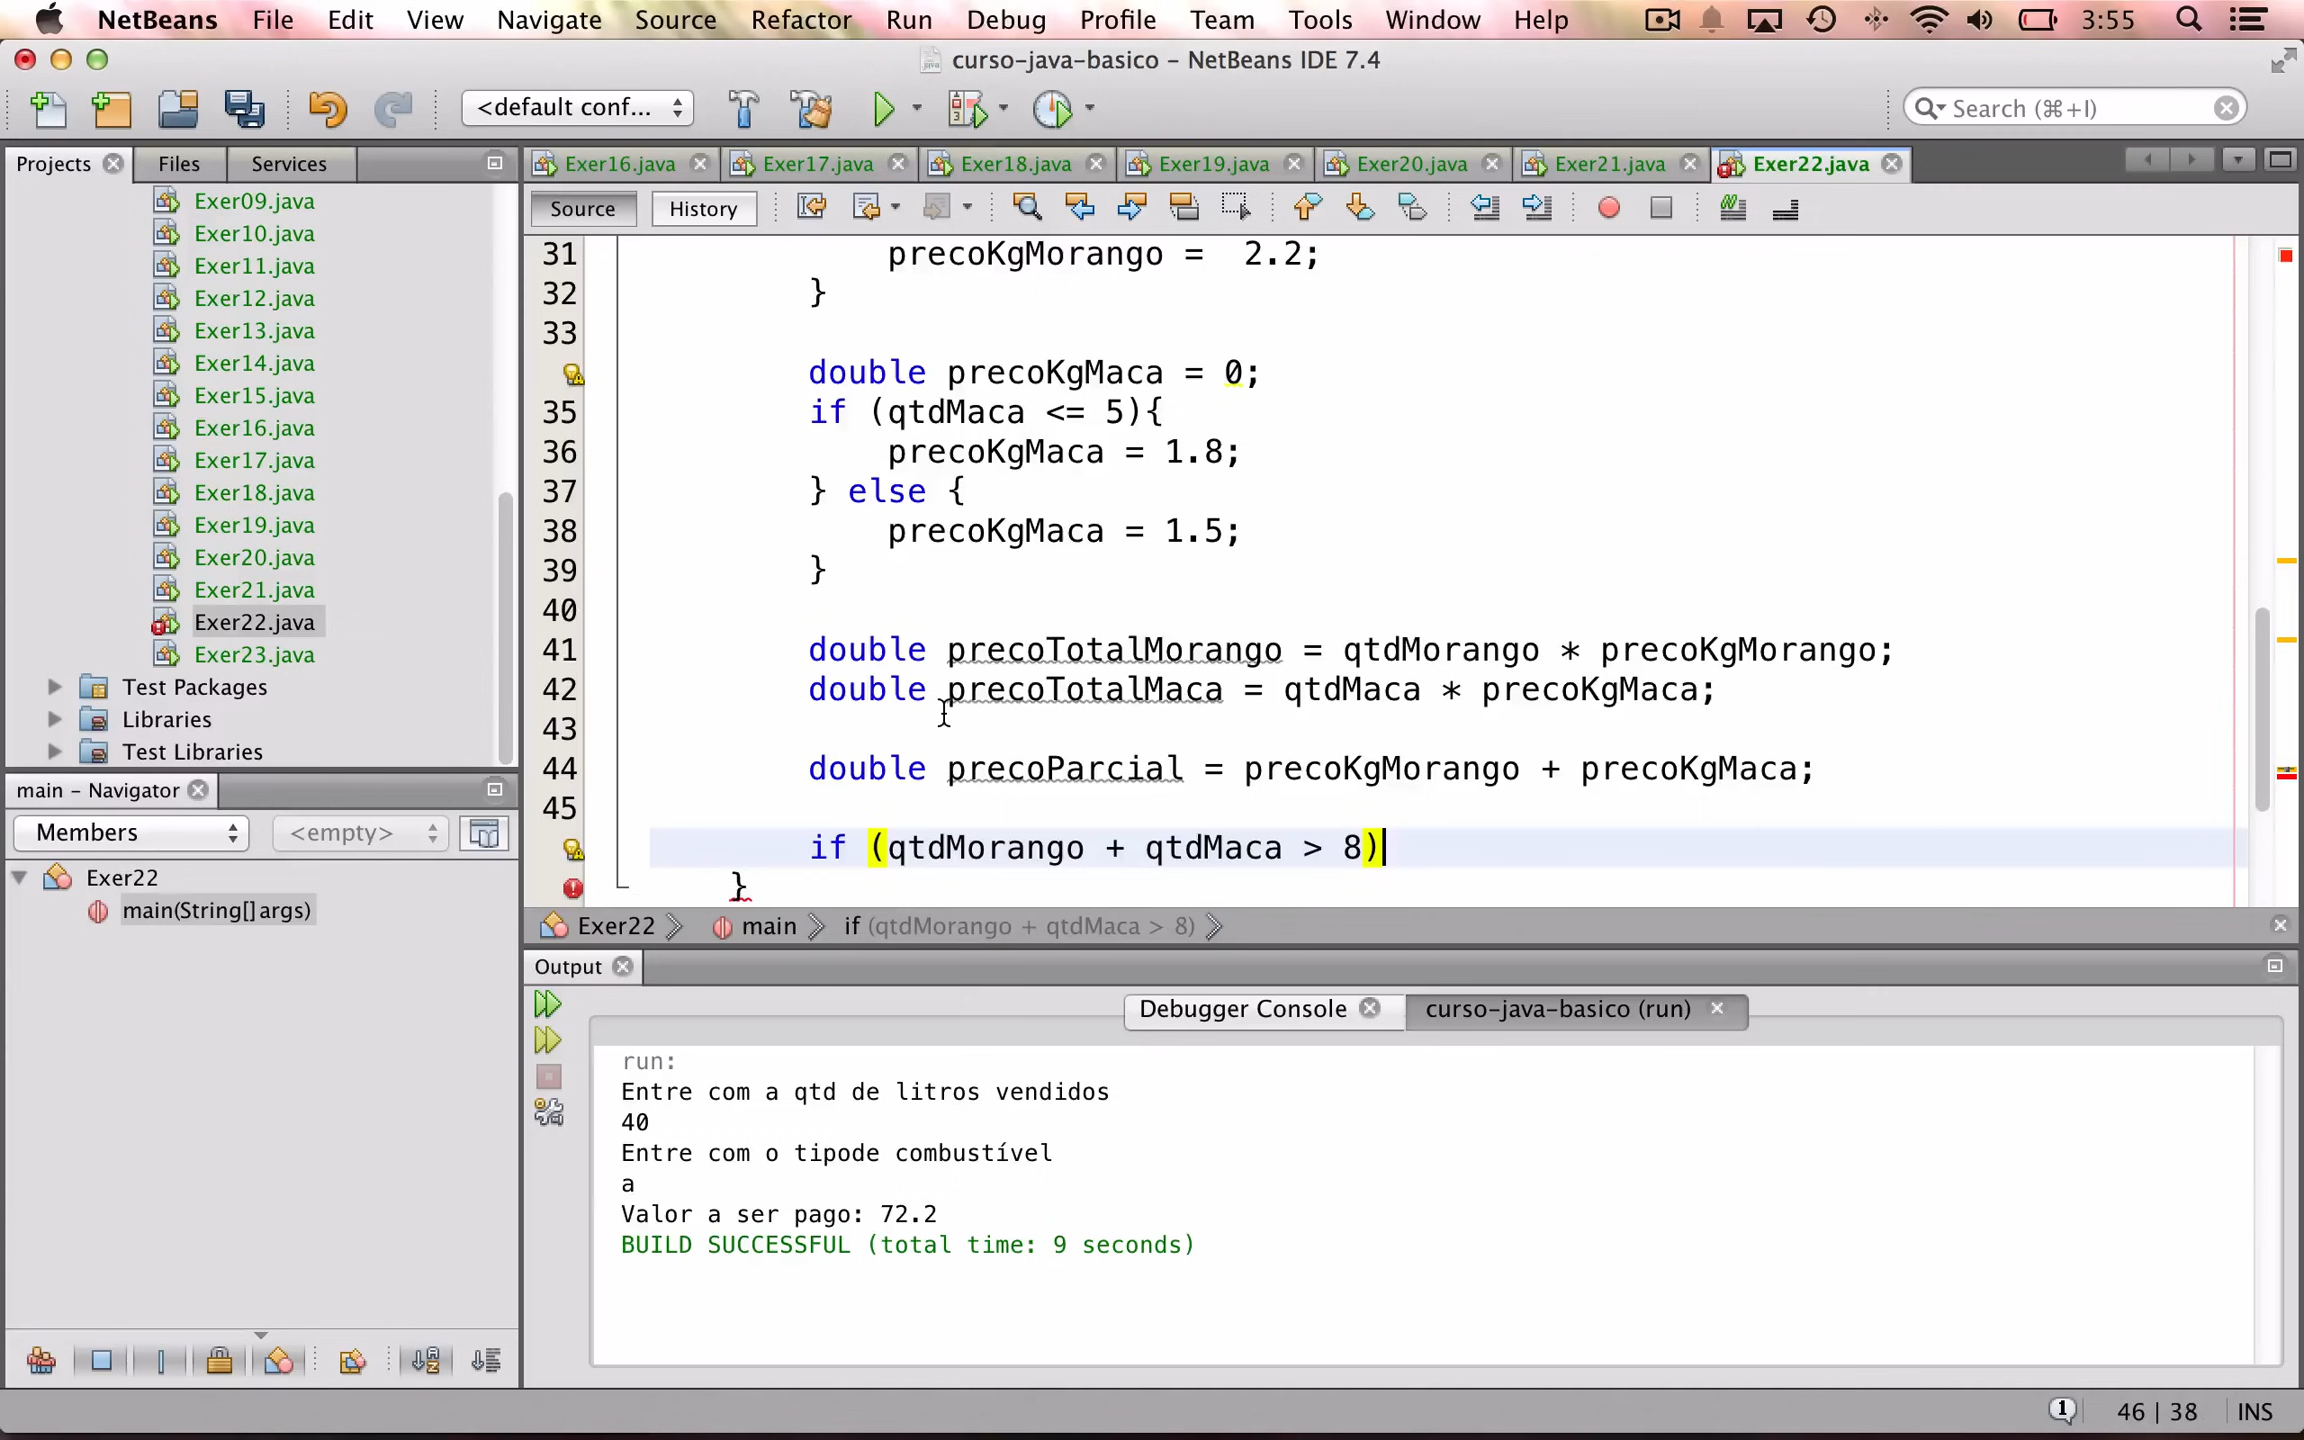 NetBeans File Edit View Navigate Source Refactor Run Debug Profile Team Tools Window Help 3:55
curso-java-basico – NetBeans IDE 7.4
<default conf... Search (⌘+I)
Projects Files Services
Exer16.java Exer17.java Exer18.java Exer19.java Exer20.java Exer21.java Exer22.java
Source History
Exer09.java
Exer10.java
Exer11.java
Exer12.java
Exer13.java
Exer14.java
Exer15.java
Exer16.java
Exer17.java
Exer18.java
Exer19.java
Exer20.java
Exer21.java
Exer22.java
Exer23.java
Test Packages
Libraries
Test Libraries
main – Navigator
Members <empty>
Exer22
main(String[] args)
31 precoKgMorango =  2.2;
32 }
33
double precoKgMaca = 0;
35 if (qtdMaca <= 5){
36 precoKgMaca = 1.8;
37 } else {
38 precoKgMaca = 1.5;
39 }
40
41 double precoTotalMorango = qtdMorango * precoKgMorango;
42 double precoTotalMaca = qtdMaca * precoKgMaca;
43
44 double precoParcial = precoKgMorango + precoKgMaca;
45
if (qtdMorango + qtdMaca > 8)
}
Exer22 main if (qtdMorango + qtdMaca > 8)
Output
Debugger Console curso-java-basico (run)
run:
Entre com a qtd de litros vendidos
40
Entre com o tipode combustível
a
Valor a ser pago: 72.2
BUILD SUCCESSFUL (total time: 9 seconds)
1 46 | 38 INS